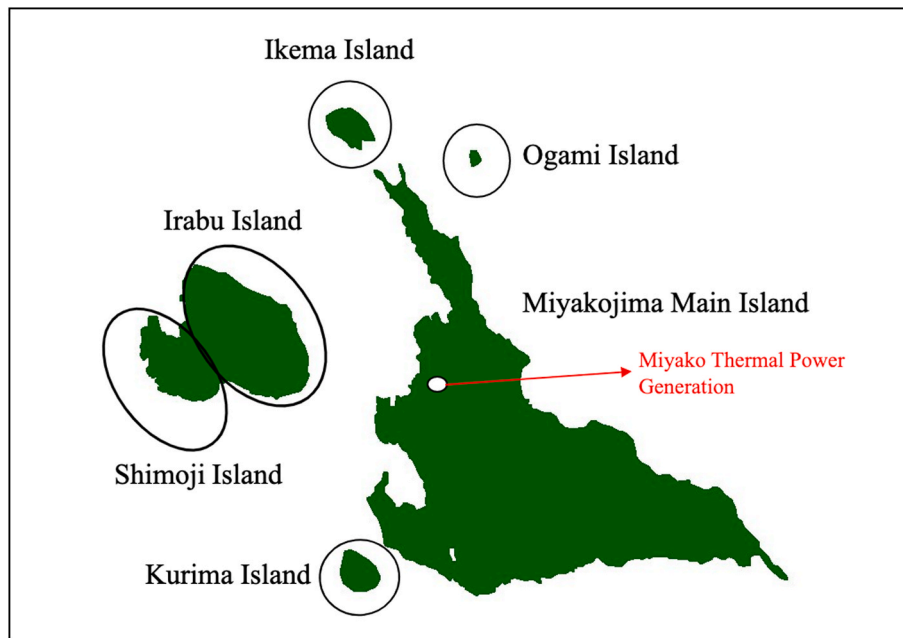 Ikema Island
Ogami Island
Irabu Island
Miyakojima Main Island
Miyako Thermal Power
Generation
Shimoji Island
Kurima Island